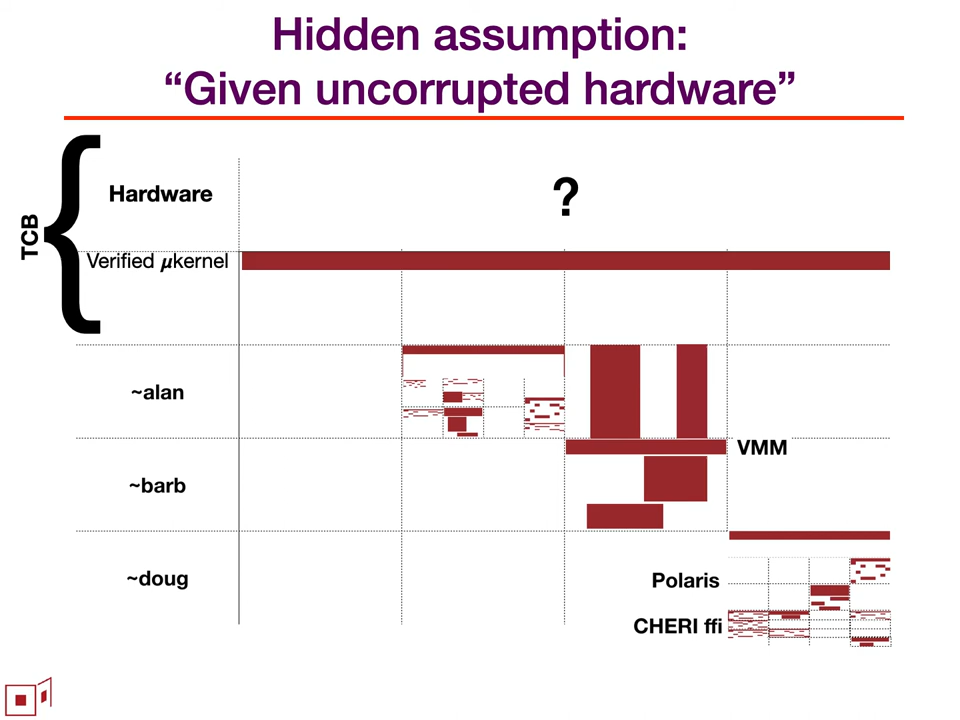 Hidden assumption:
“Given uncorrupted hardware”
TCB
{
Hardware
?
Verified μkernel
~alan
VMM
~barb
~doug
Polaris
CHERI ffi